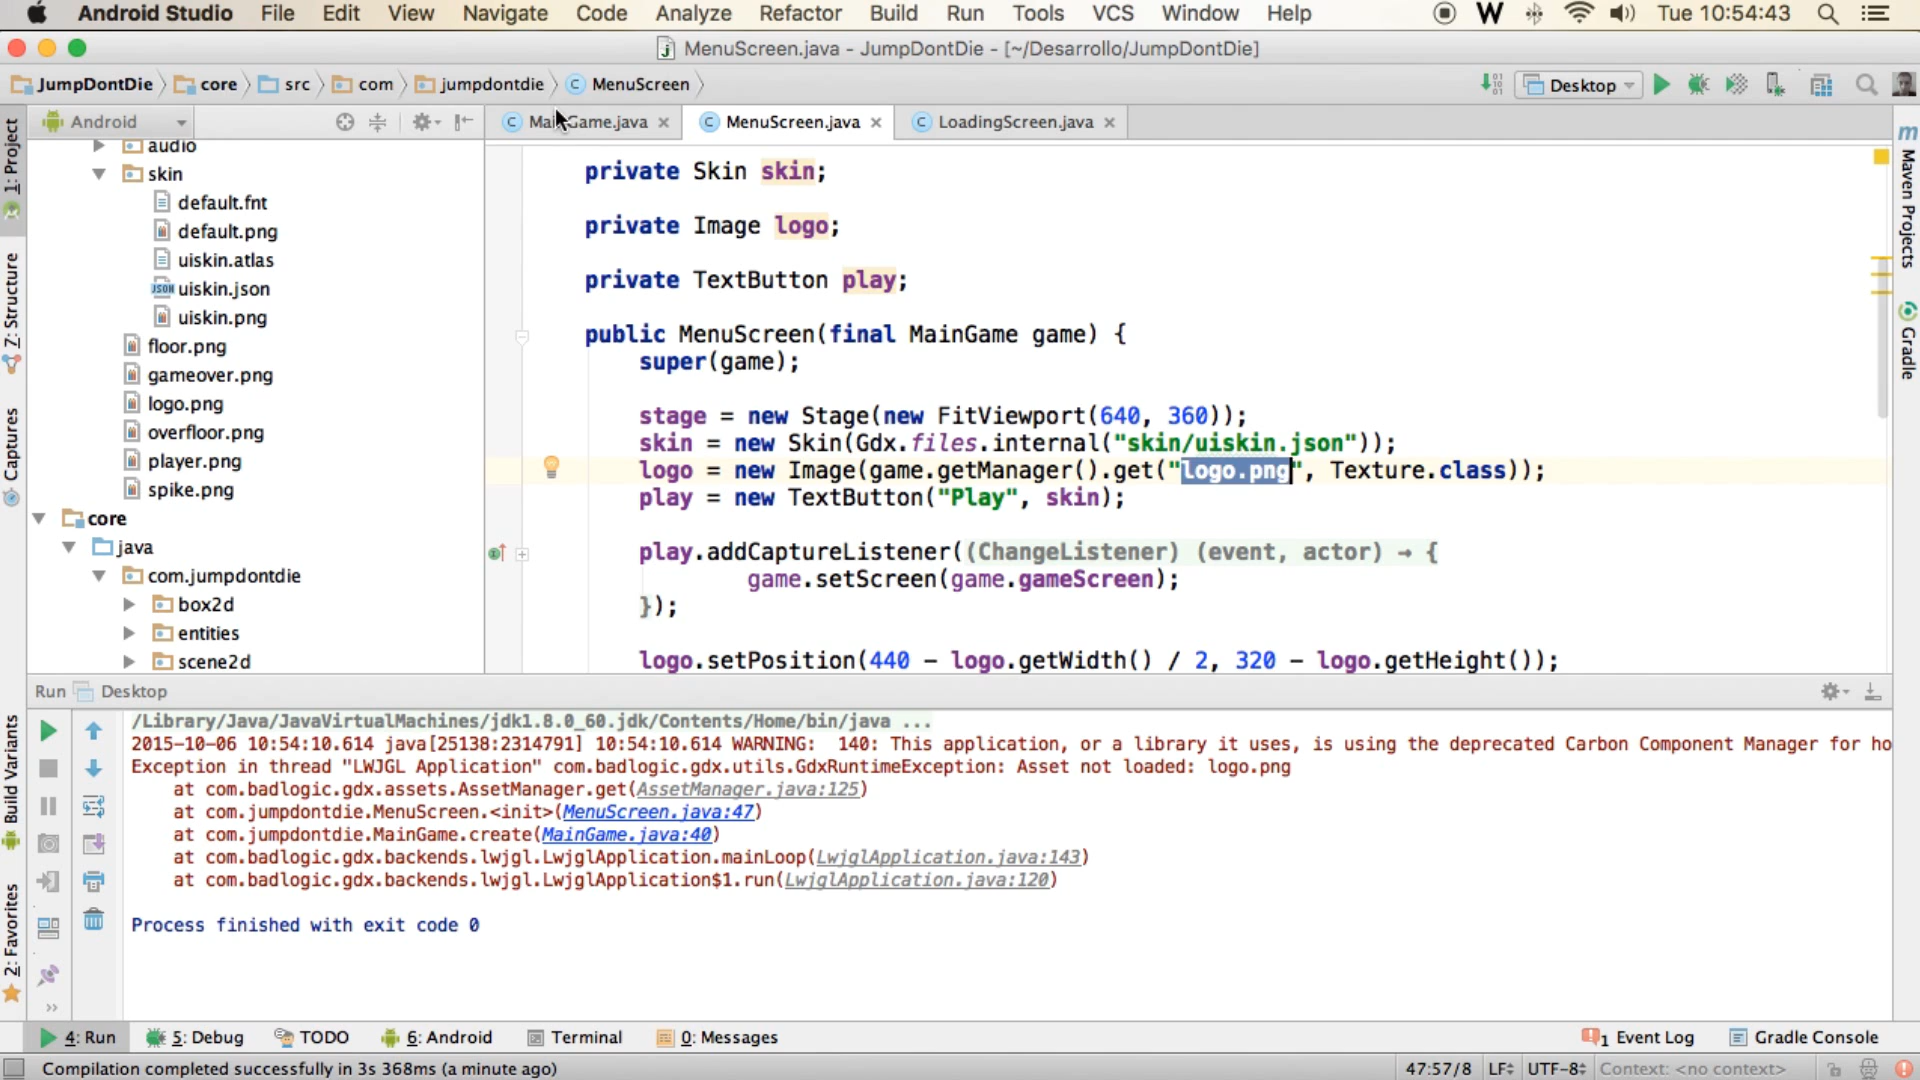 Android Studio File Edit View Navigate Code Analyze Refactor Build Run Tools VCS Window Help W Tue 10:54:43
MenuScreen.java - JumpDontDie - [~/Desarrollo/JumpDontDie]
JumpDontDie core src com jumpdontdie MenuScreen Desktop
Android
MainGame.java MenuScreen.java LoadingScreen.java
1: Project
7: Structure
Captures
Build Variants
2: Favorites
audio
skin
default.fnt
default.png
uiskin.atlas
uiskin.json
uiskin.png
floor.png
gameover.png
logo.png
overfloor.png
player.png
spike.png
core
java
com.jumpdontdie
box2d
entities
scene2d
private Skin skin;
private Image logo;
private TextButton play;
public MenuScreen(final MainGame game) {
super(game);
stage = new Stage(new FitViewport(640, 360));
skin = new Skin(Gdx.files.internal("skin/uiskin.json"));
logo = new Image(game.getManager().get("logo.png", Texture.class));
play = new TextButton("Play", skin);
play.addCaptureListener((ChangeListener) (event, actor) → {
game.setScreen(game.gameScreen);
});
logo.setPosition(440 - logo.getWidth() / 2, 320 - logo.getHeight());
Maven Projects
Gradle
Run Desktop
/Library/Java/JavaVirtualMachines/jdk1.8.0_60.jdk/Contents/Home/bin/java ...
2015-10-06 10:54:10.614 java[25138:2314791] 10:54:10.614 WARNING:  140: This application, or a library it uses, is using the deprecated Carbon Component Manager for ho
Exception in thread "LWJGL Application" com.badlogic.gdx.utils.GdxRuntimeException: Asset not loaded: logo.png
at com.badlogic.gdx.assets.AssetManager.get(AssetManager.java:125)
at com.jumpdontdie.MenuScreen.<init>(MenuScreen.java:47)
at com.jumpdontdie.MainGame.create(MainGame.java:40)
at com.badlogic.gdx.backends.lwjgl.LwjglApplication.mainLoop(LwjglApplication.java:143)
at com.badlogic.gdx.backends.lwjgl.LwjglApplication$1.run(LwjglApplication.java:120)
Process finished with exit code 0
4: Run 5: Debug TODO 6: Android Terminal 0: Messages 1 Event Log Gradle Console
Compilation completed successfully in 3s 368ms (a minute ago) 47:57/8 LF UTF-8 Context: <no context>